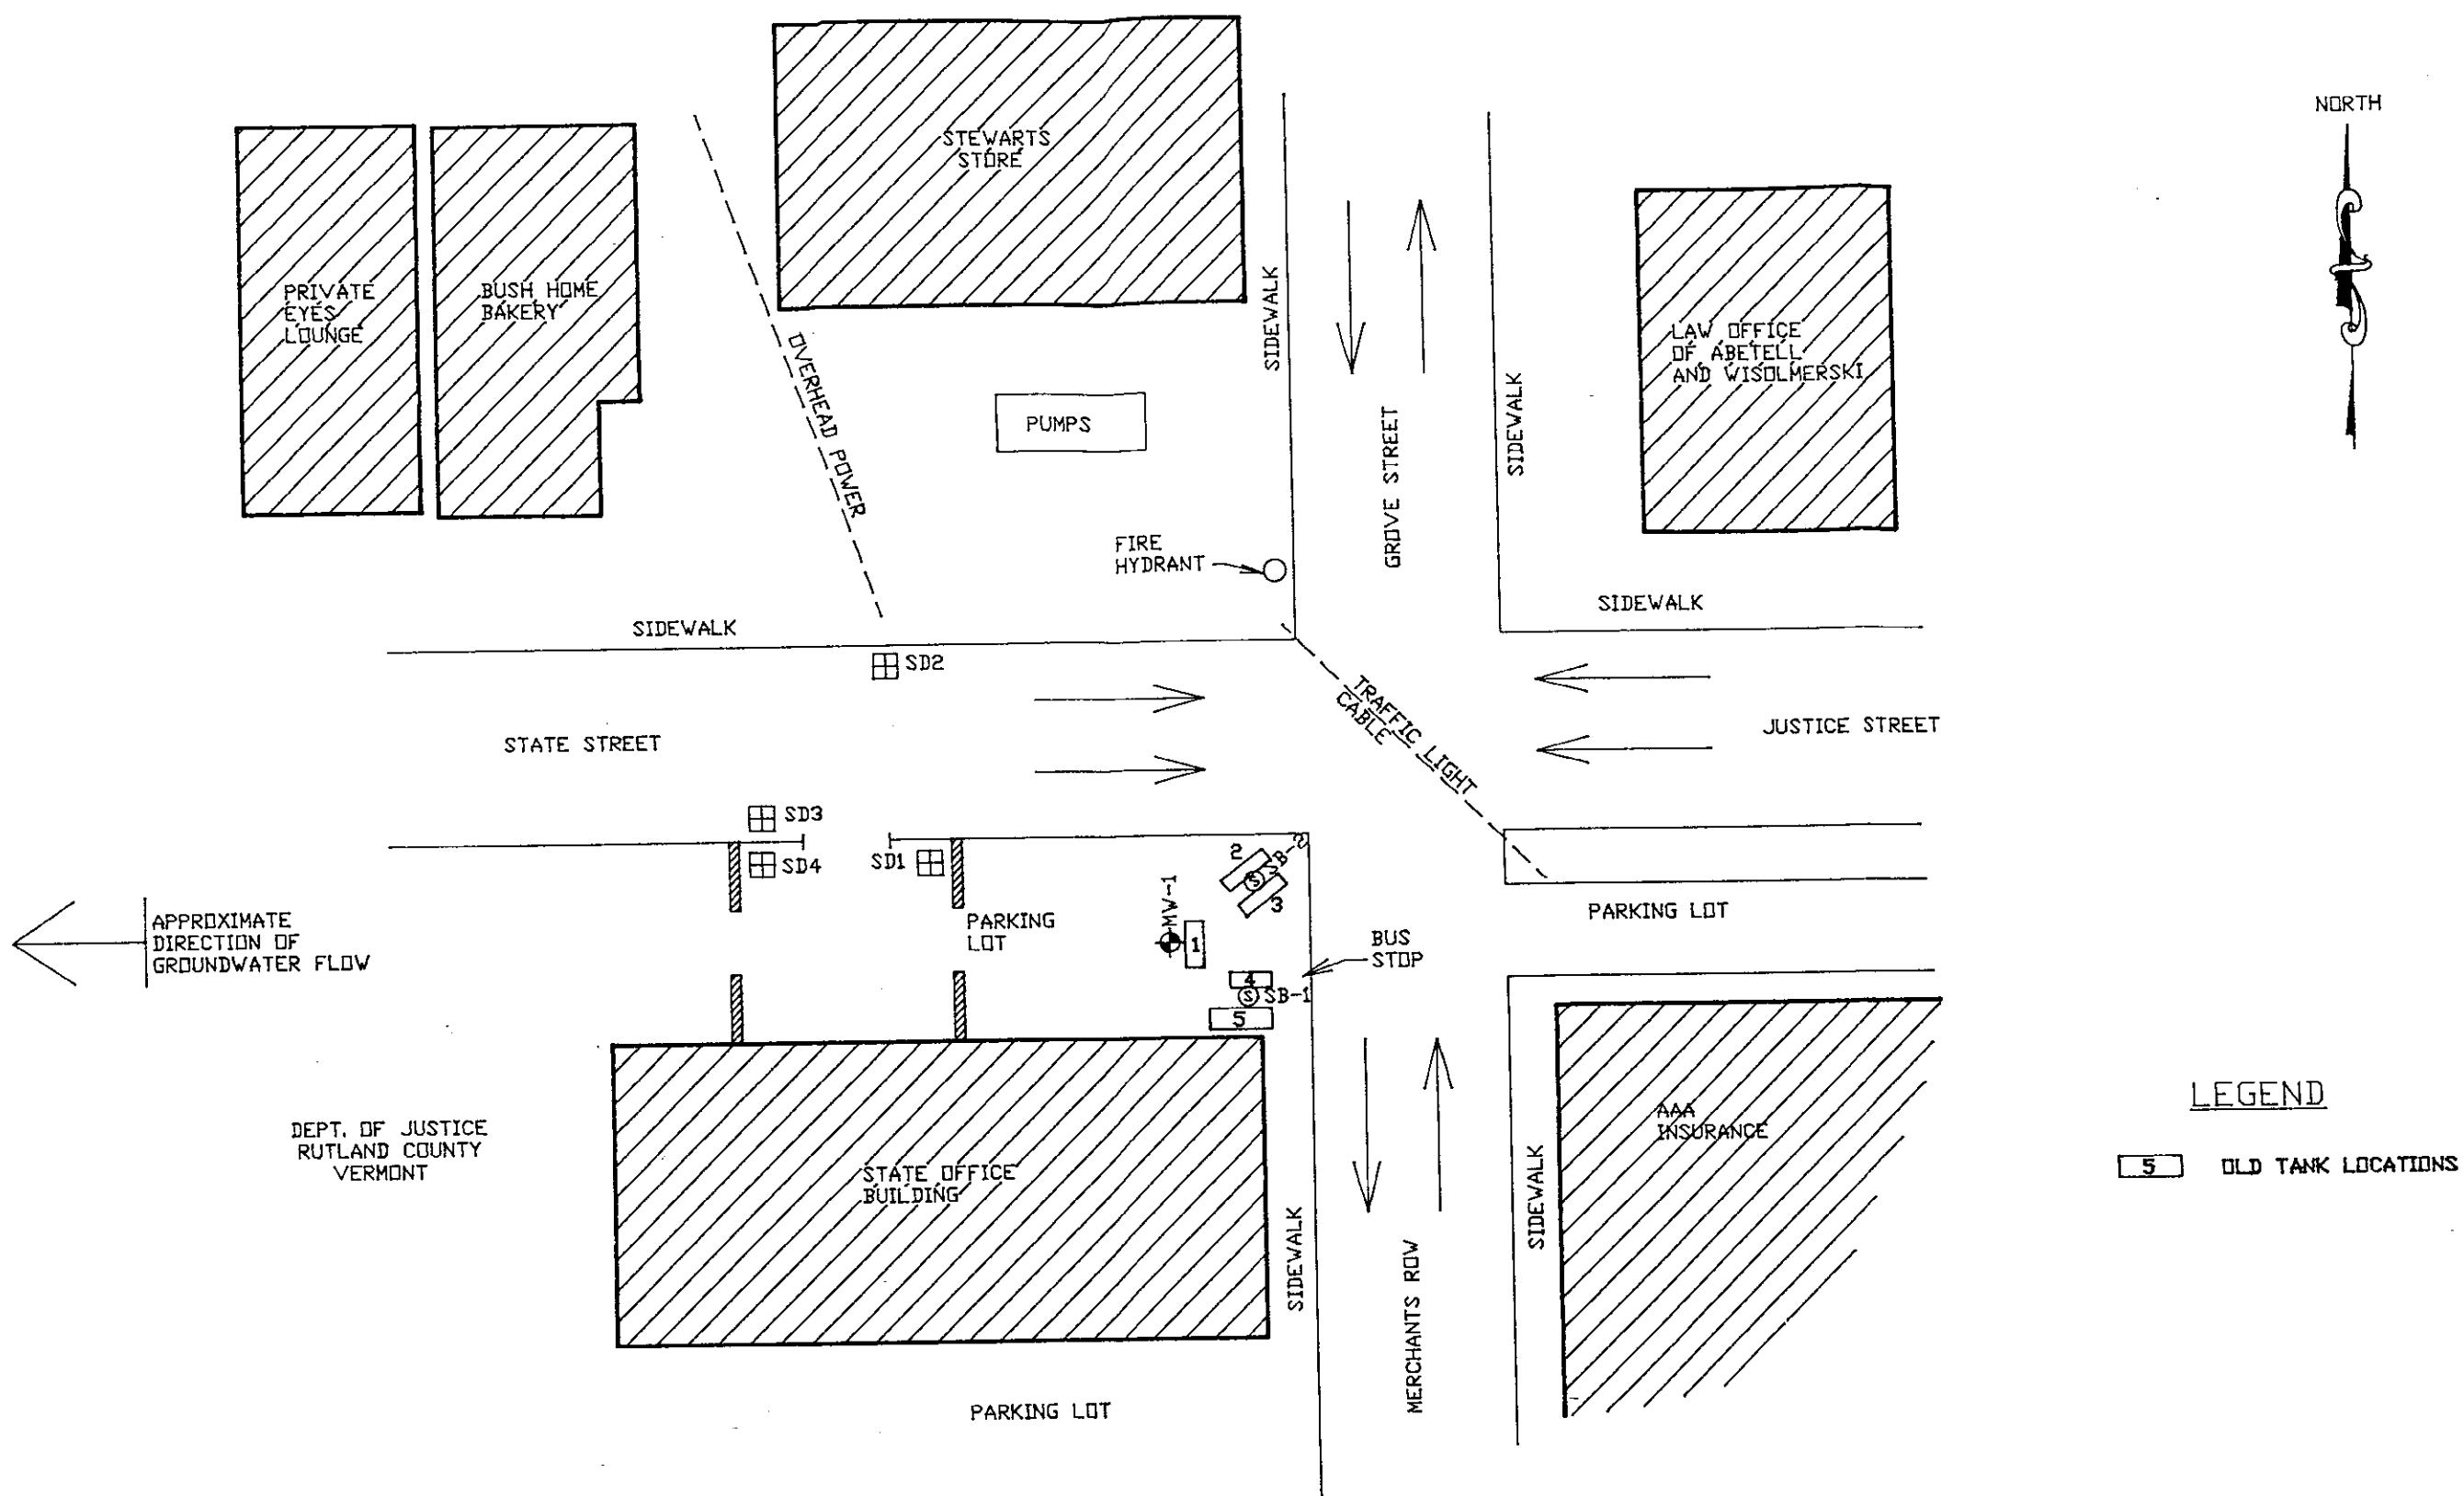 NORTH
STEWARTS
STORE
PRIVATE
EYES
LOUNGE
BUSH HOME
BAKERY
OVERHEAD POWER
SIDEWALK
PUMPS
GROVE STREET
SIDEWALK
LAW OFFICE
OF ABETELL
AND WISOLMERSKI
FIRE
HYDRANT
SIDEWALK
SIDEWALK
SD2
TRAFFIC LIGHT
CABLE
STATE STREET
JUSTICE STREET
SD3
SD4
SD1
2
SB-2
S
3
MW-1
1
PARKING
LOT
PARKING LOT
APPROXIMATE
DIRECTION OF
GROUNDWATER FLOW
BUS
STOP
4
S SB-1
5
DEPT. OF JUSTICE
RUTLAND COUNTY
VERMONT
STATE OFFICE
BUILDING
SIDEWALK
MERCHANTS ROW
SIDEWALK
AAA
INSURANCE
LEGEND
5 OLD TANK LOCATIONS
PARKING LOT